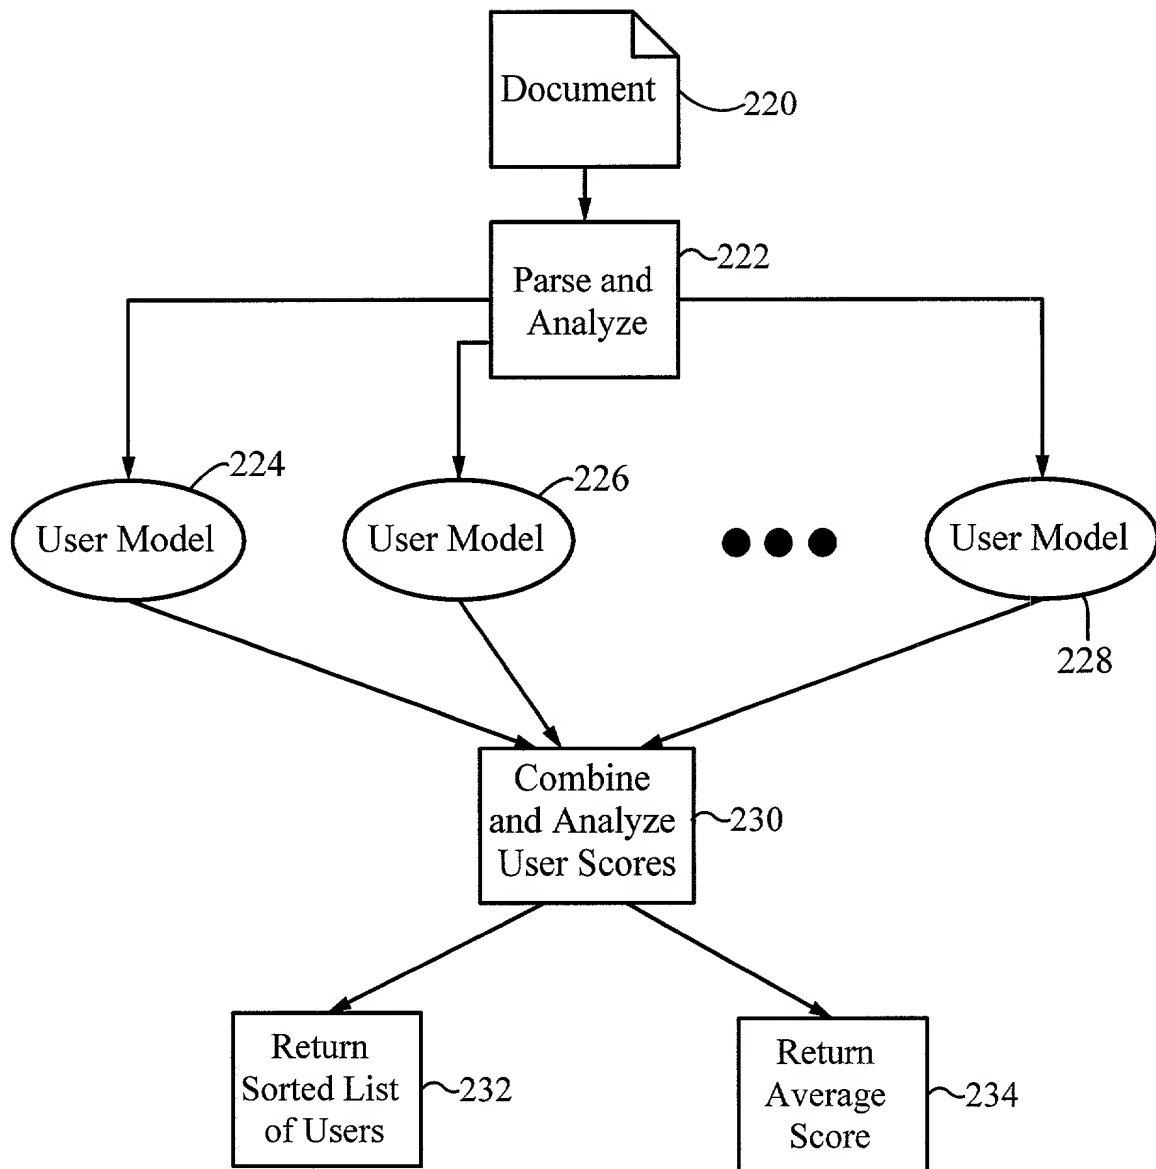 Document
220
Parse and
Analyze
222
224
226
User Model
User Model
User Model
228
Combine
and Analyze
User Scores
230
Return
Sorted List
of Users
232
Return
Average
Score
234